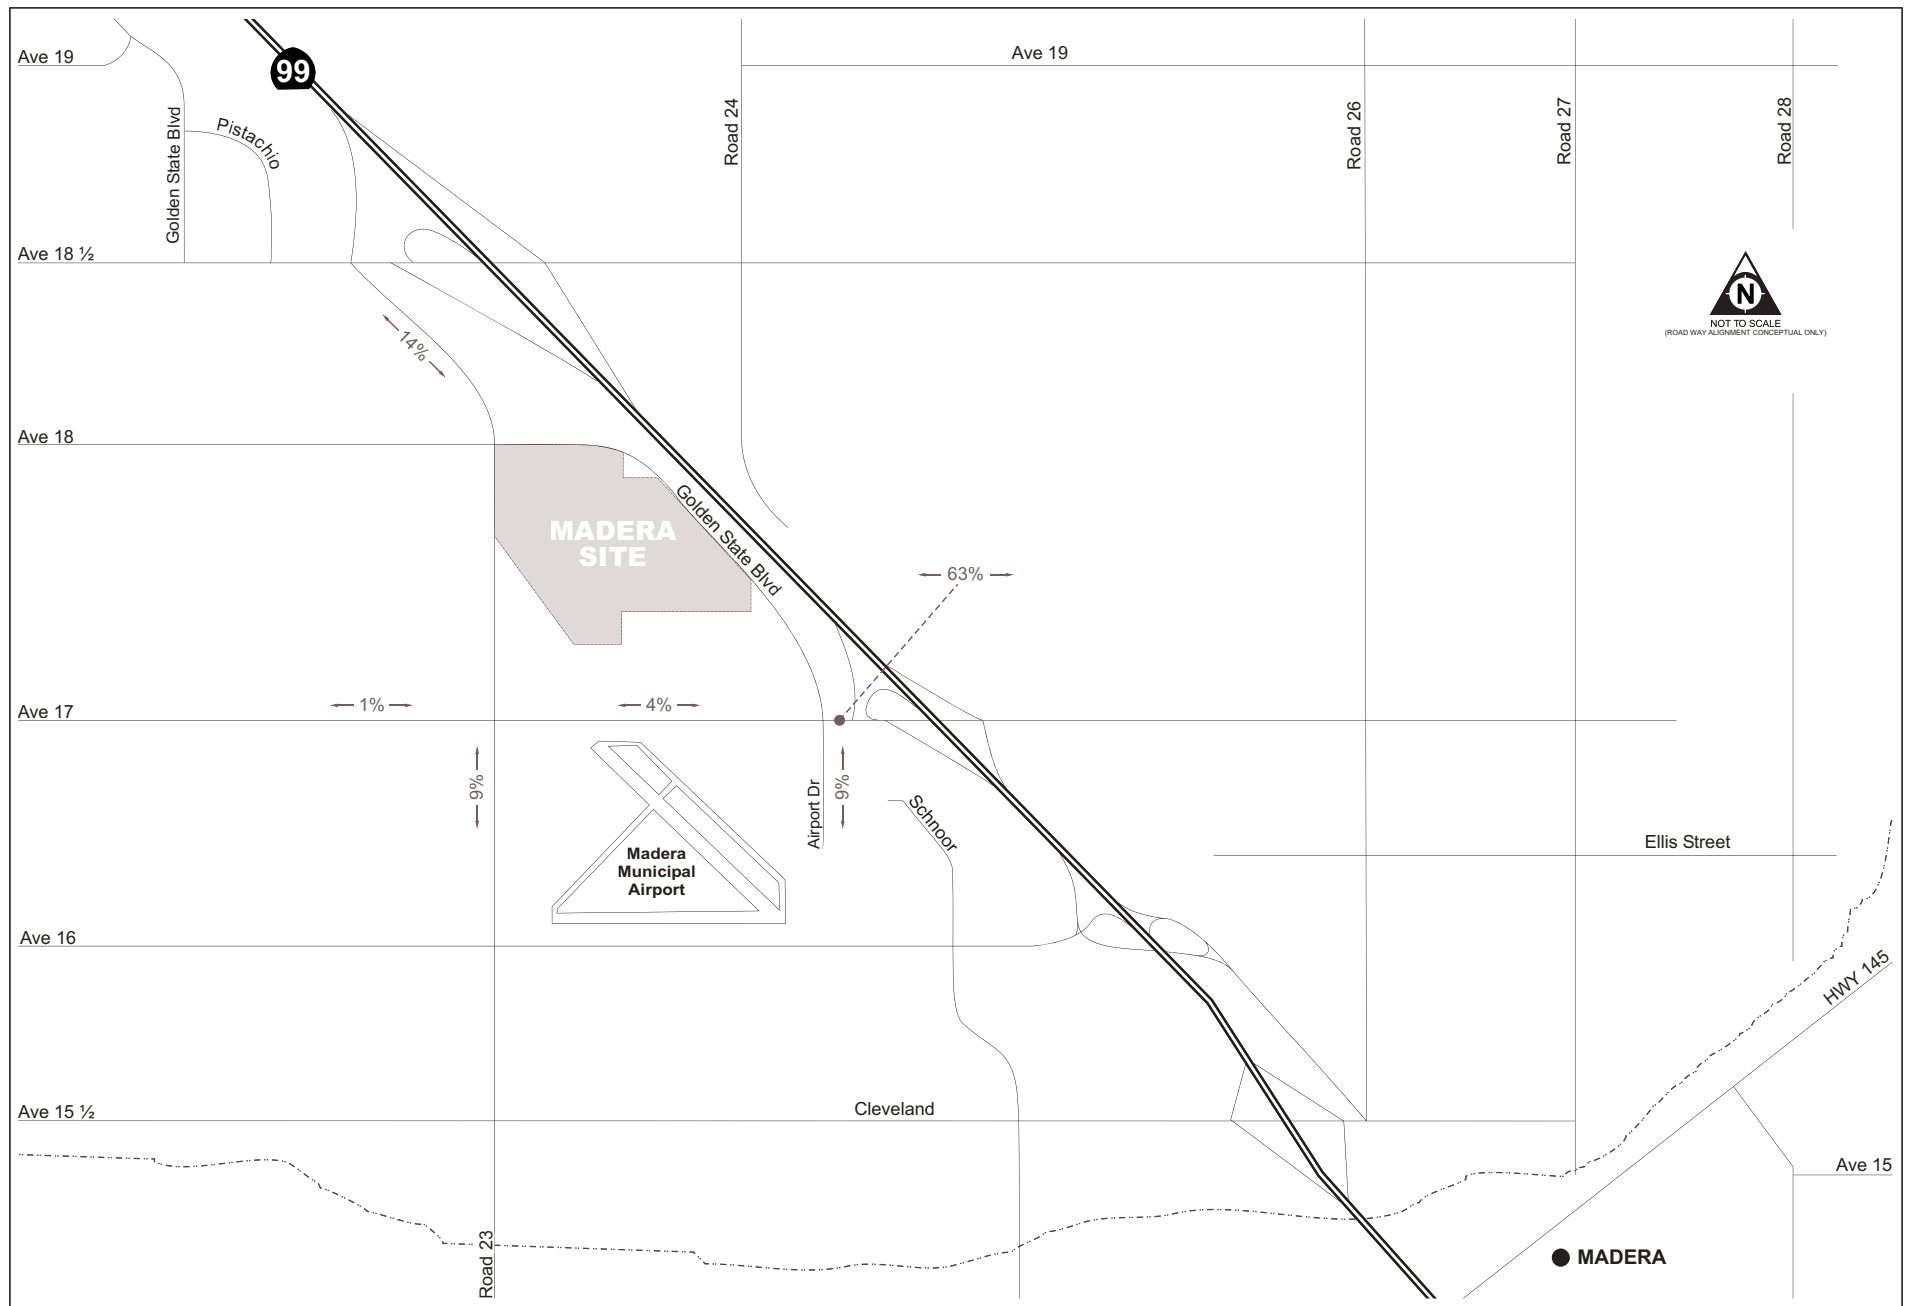 Ave 19
99
Ave 19
Road 24
Road 26
Road 27
Road 28
Golden State Blvd
Pistachio
Ave 18 ½
N
NOT TO SCALE
(ROAD WAY ALIGNMENT CONCEPTUAL ONLY)
14%
Ave 18
Golden State Blvd
MADERA
SITE
63%
Ave 17
1%
4%
9%
Airport Dr
9%
Schnoor
Ellis Street
Madera
Municipal
Airport
Ave 16
HWY 145
Ave 15 ½
Cleveland
Ave 15
Road 23
MADERA